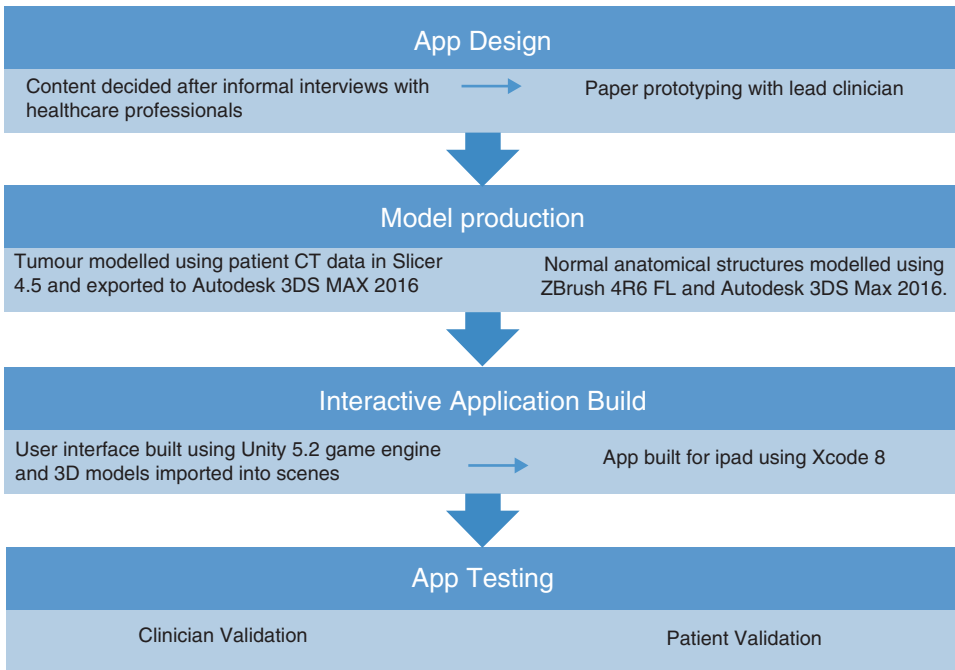 App Design
Content decided after informal interviews with
healthcare professionals
Paper prototyping with lead clinician
Model production
Tumour modelled using patient CT data in Slicer
4.5 and exported to Autodesk 3DS MAX 2016
Normal anatomical structures modelled using
ZBrush 4R6 FL and Autodesk 3DS Max 2016.
Interactive Application Build
User interface built using Unity 5.2 game engine
and 3D models imported into scenes
App built for ipad using Xcode 8
App Testing
Clinician Validation
Patient Validation